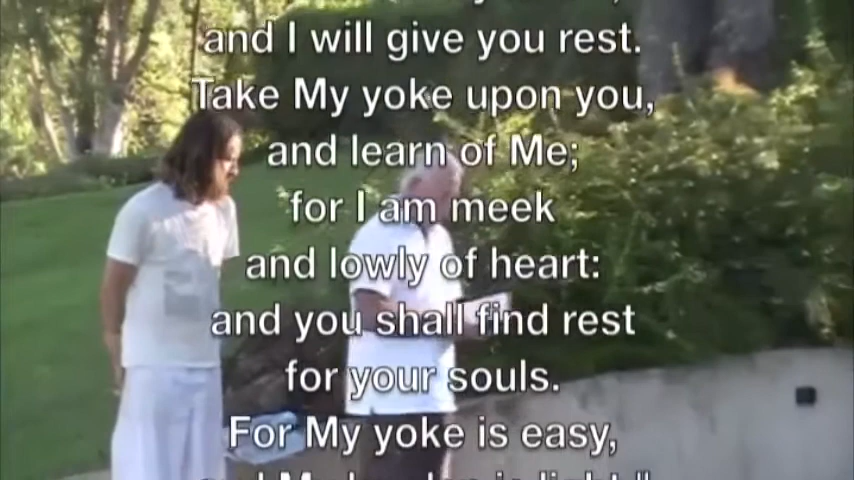 and I will give you rest.
Take My yoke upon you,
and learn of Me;
for I am meek
and lowly of heart:
and you shall find rest
for your souls.
For My yoke is easy,